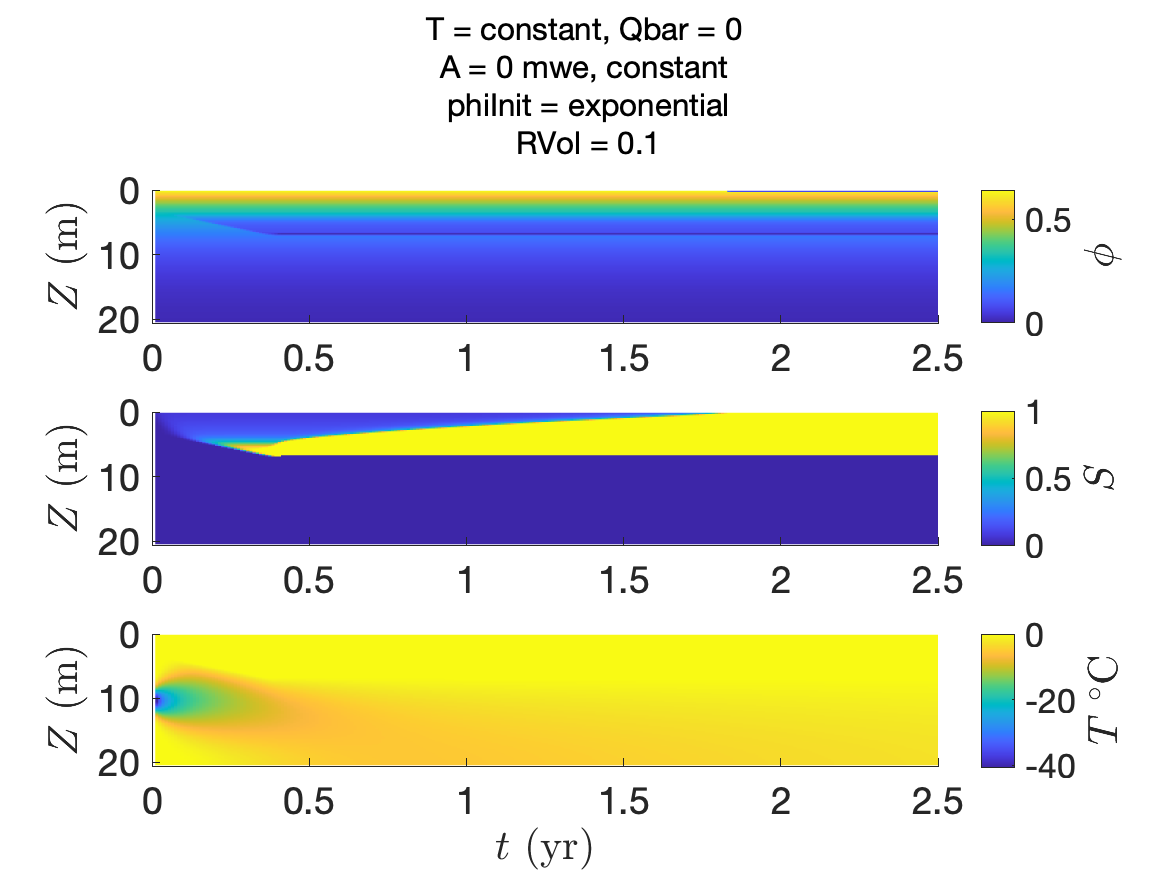 T = constant, Qbar = 0
A = 0 mwe, constant
phiInit = exponential
RVol = 0.1
0
10
20
Z (m)
0 0.5 1 1.5 2 2.5
0.5
0
ϕ
0
10
20
Z (m)
0 0.5 1 1.5 2 2.5
1
0.5
0
S
0
10
20
Z (m)
0 0.5 1 1.5 2 2.5
0
-20
-40
T °C
t (yr)